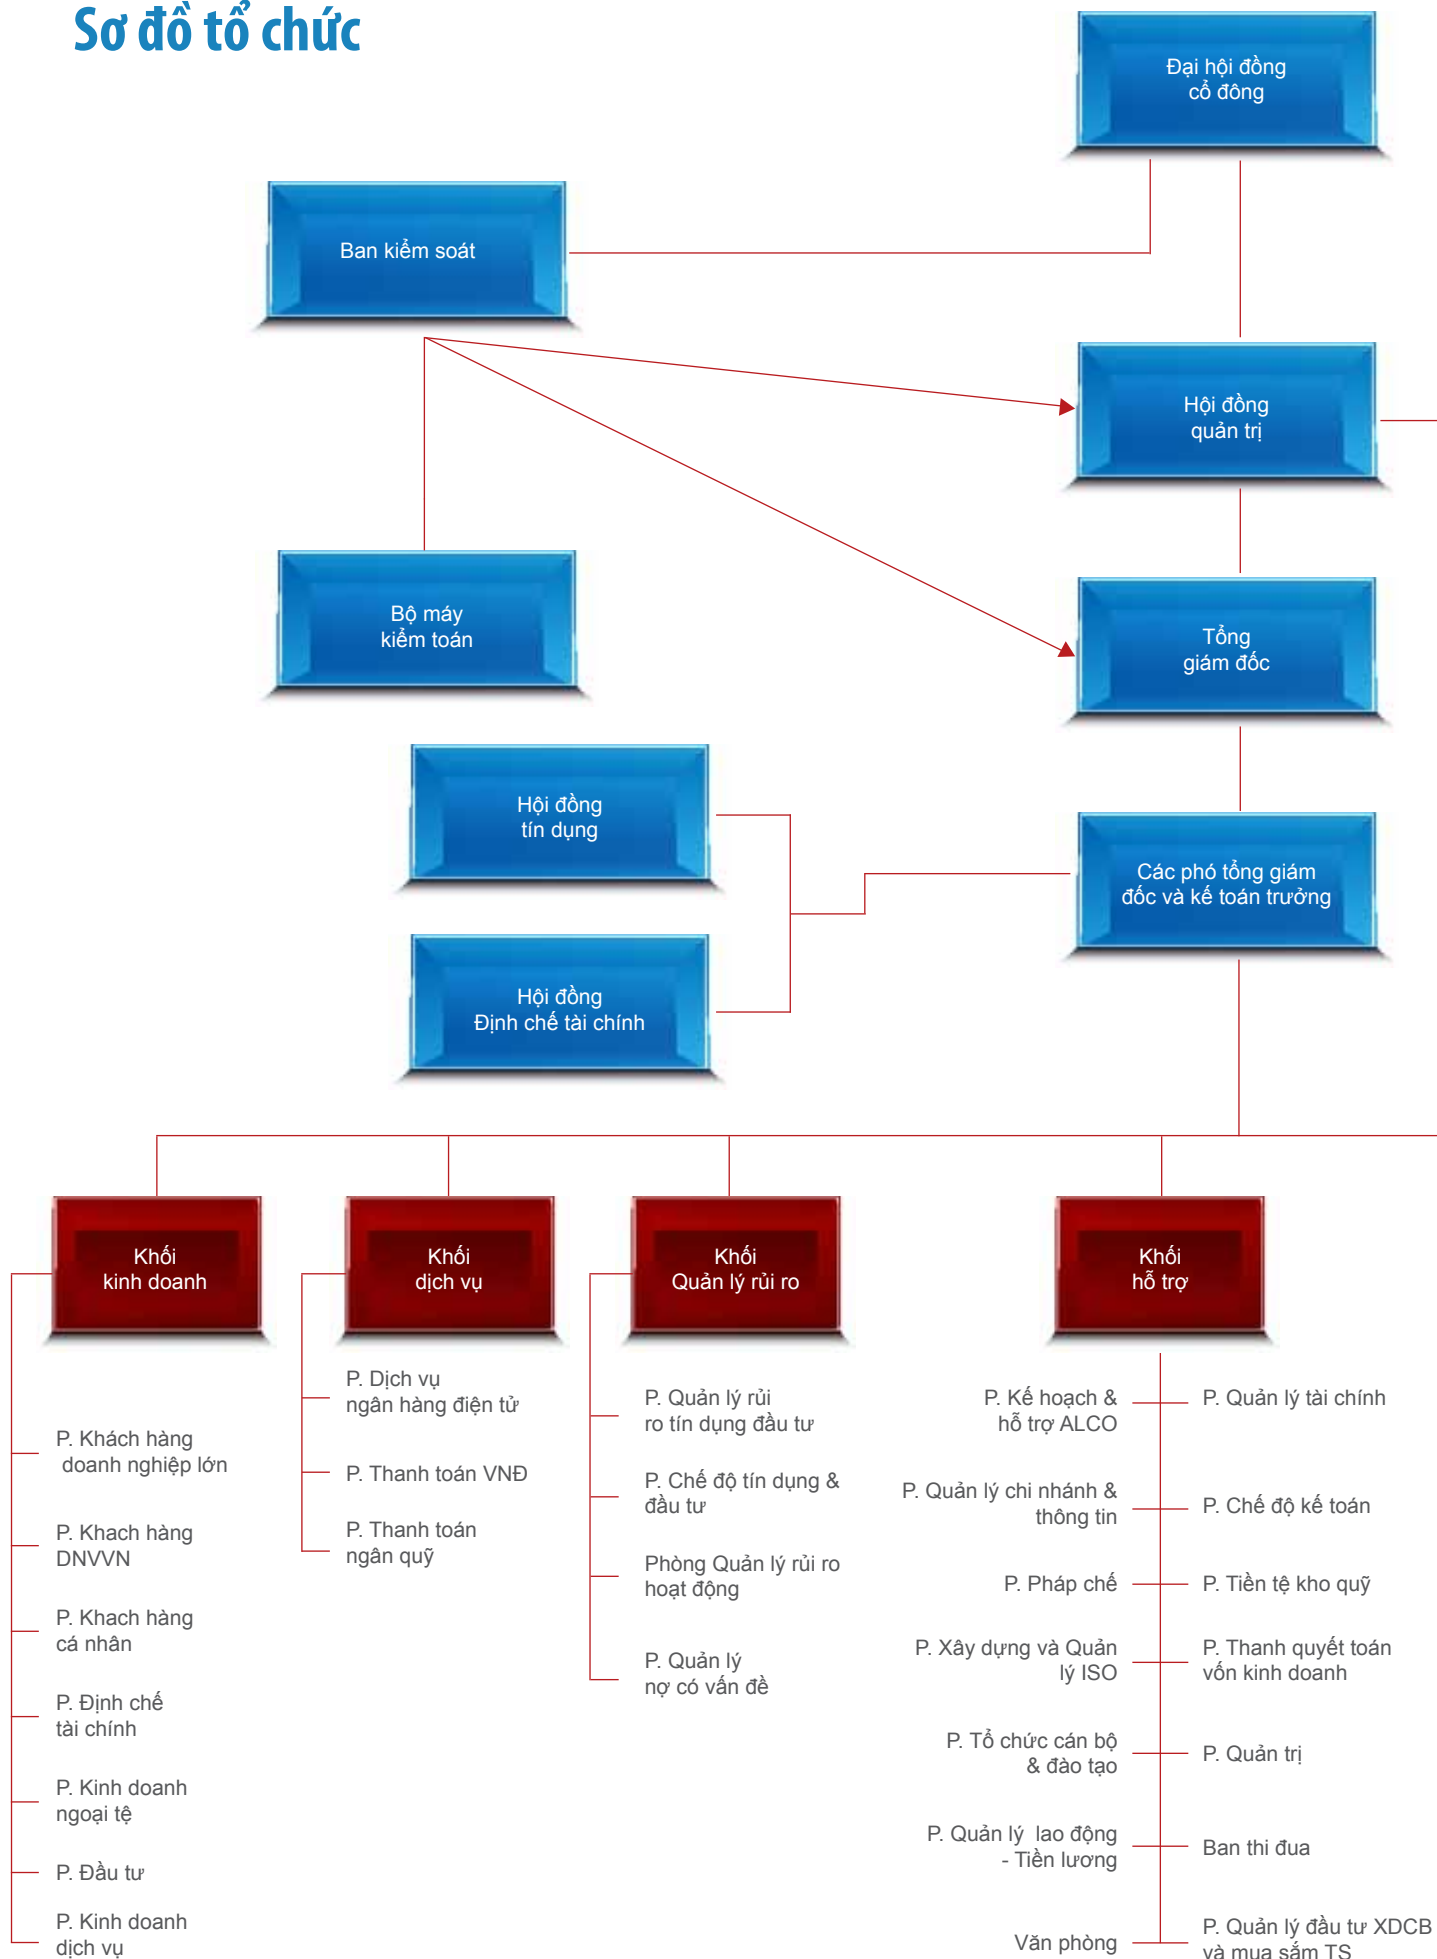 Sơ đồ tổ chức
Đại hội đồng
cổ đông
Ban kiểm soát
Hội đồng
quản trị
Bộ máy
kiểm toán
Tổng
giám đốc
Hội đồng
tín dụng
Các phó tổng giám
đốc và kế toán trưởng
Hội đồng
Định chế tài chính
Khối
kinh doanh
P. Khách hàng
doanh nghiệp lớn
P. Khach hàng
DNVVN
P. Khach hàng
cá nhân
P. Định chế
tài chính
P. Kinh doanh
ngoại tệ
P. Đầu tư
P. Kinh doanh
dịch vụ
Khối
dịch vụ
P. Dịch vụ
ngân hàng điện tử
P. Thanh toán VNĐ
P. Thanh toán
ngân quỹ
Khối
Quản lý rủi ro
P. Quản lý rủi
ro tín dụng đầu tư
P. Chế độ tín dụng &
đầu tư
Phòng Quản lý rủi ro
hoạt động
P. Quản lý
nợ có vấn đề
Khối
hỗ trợ
P. Kế hoạch &
hỗ trợ ALCO
P. Quản lý chi nhánh &
thông tin
P. Pháp chế
P. Xây dựng và Quản
lý ISO
P. Tổ chức cán bộ
& đào tạo
P. Quản lý lao động
- Tiền lương
Văn phòng
P. Quản lý tài chính
P. Chế độ kế toán
P. Tiền tệ kho quỹ
P. Thanh quyết toán
vốn kinh doanh
P. Quản trị
Ban thi đua
P. Quản lý đầu tư XDCB
và mua sắm TS